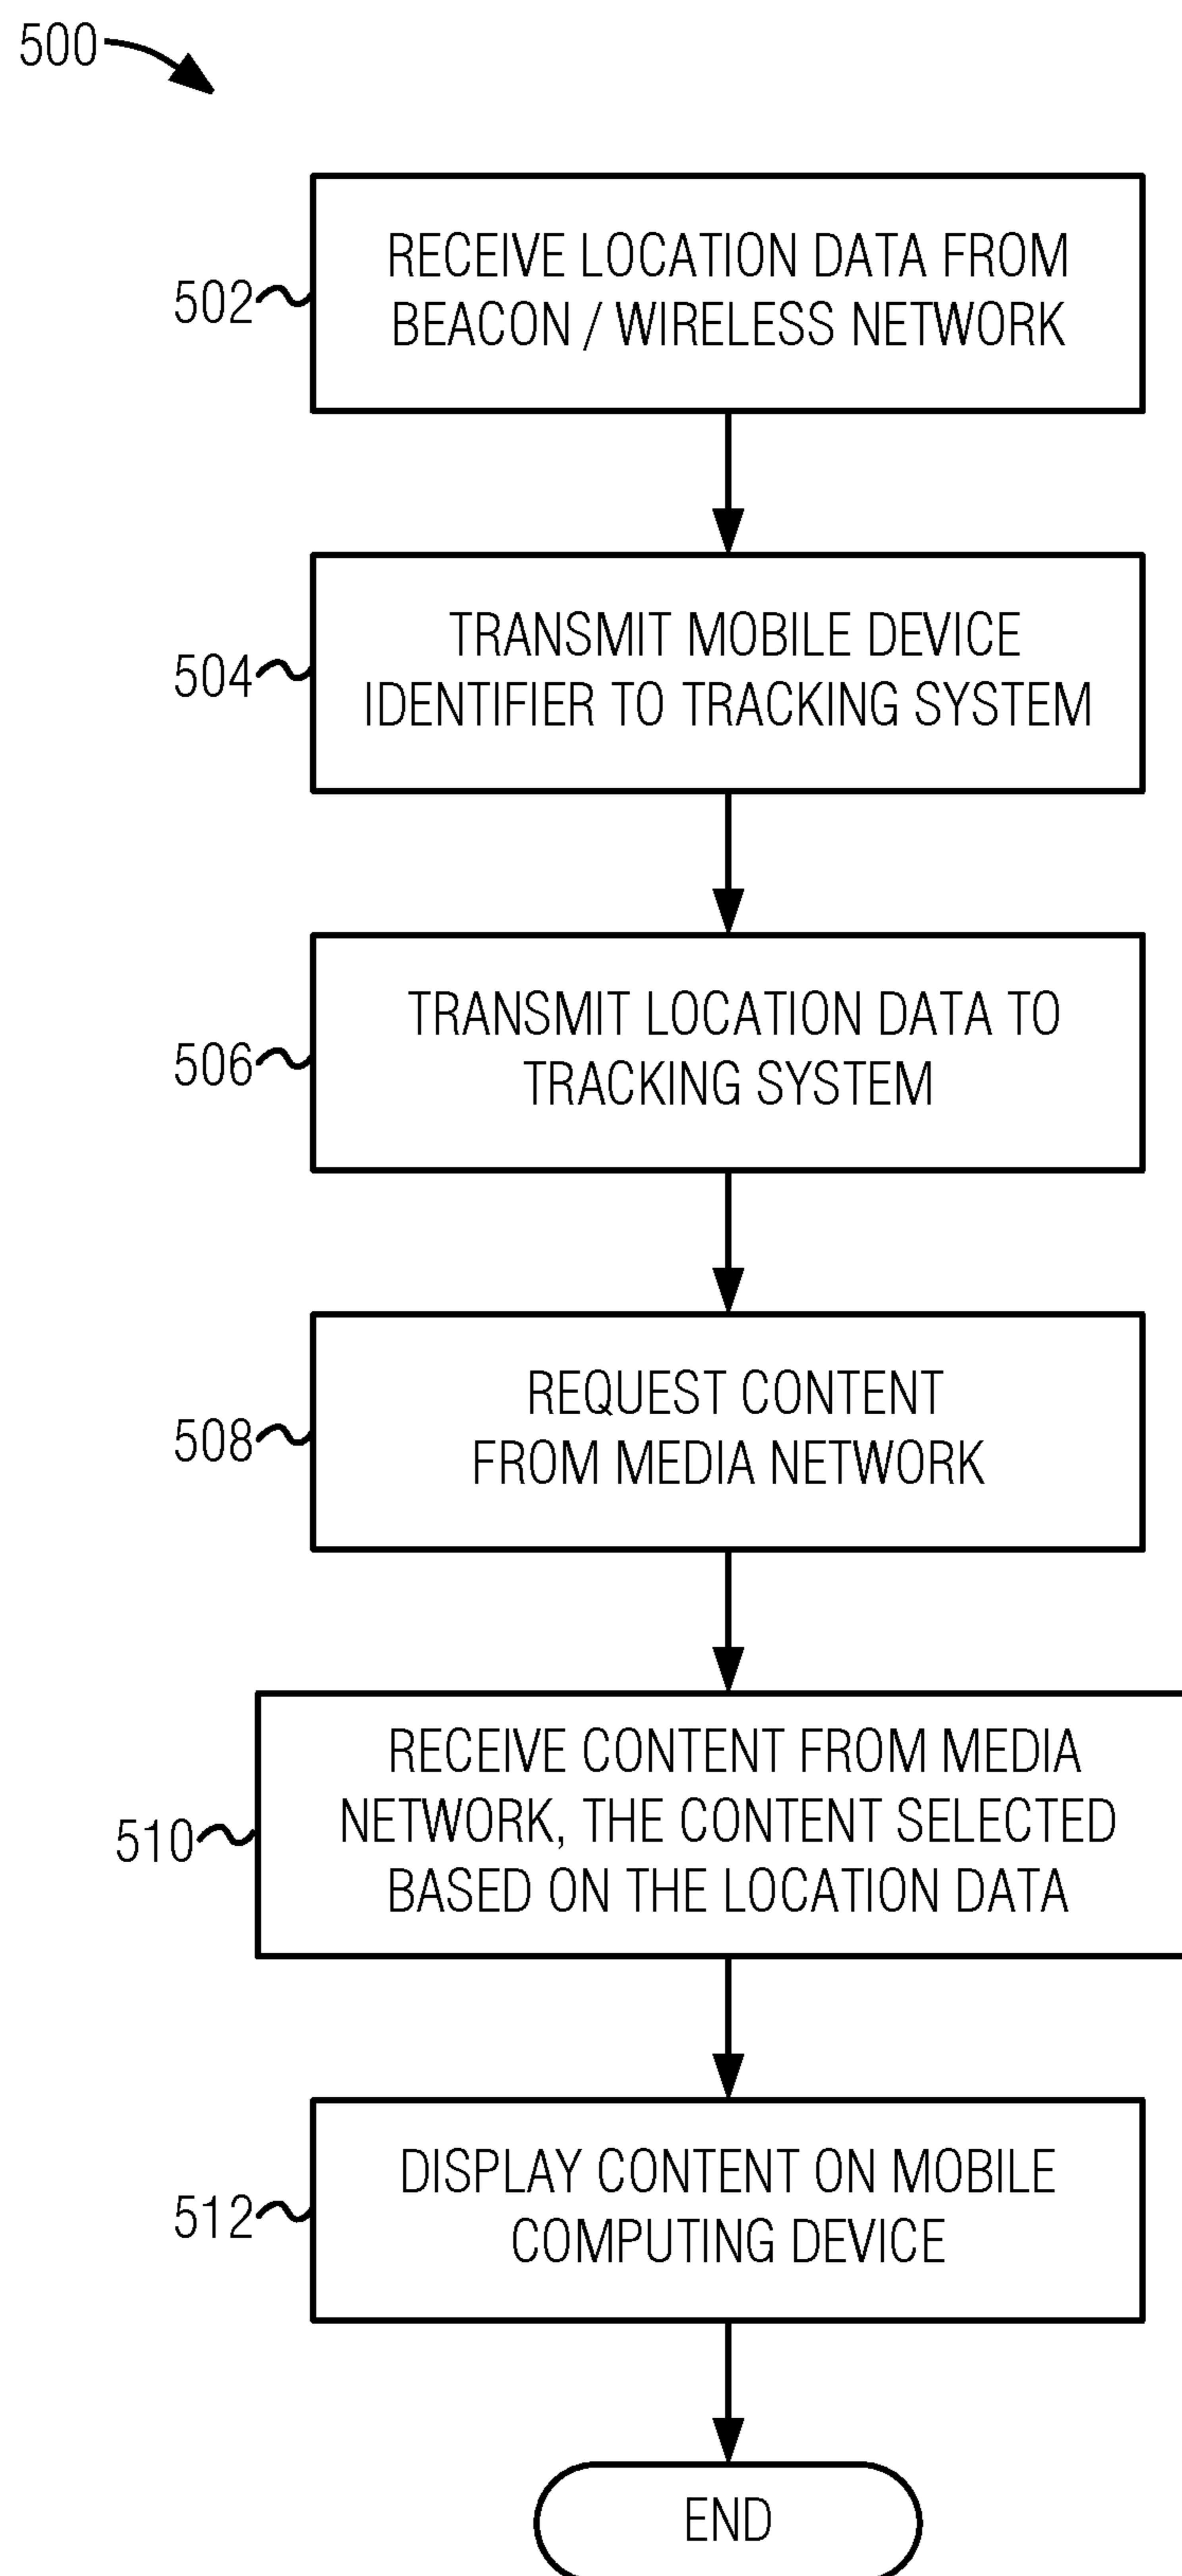 500
502
RECEIVE LOCATION DATA FROM
BEACON / WIRELESS NETWORK
504
TRANSMIT MOBILE DEVICE
IDENTIFIER TO TRACKING SYSTEM
506
TRANSMIT LOCATION DATA TO
TRACKING SYSTEM
508
REQUEST CONTENT
FROM MEDIA NETWORK
510
RECEIVE CONTENT FROM MEDIA
NETWORK, THE CONTENT SELECTED
BASED ON THE LOCATION DATA
512
DISPLAY CONTENT ON MOBILE
COMPUTING DEVICE
END